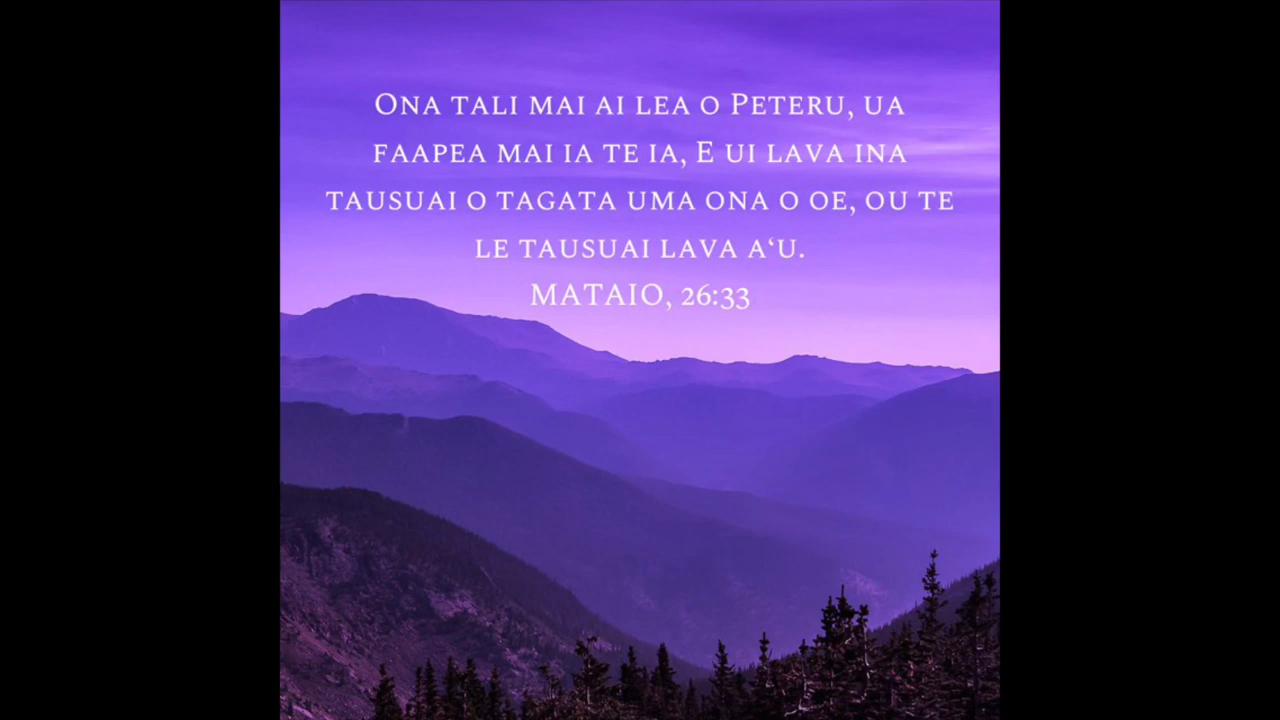 Ona tali mai ai lea o Peteru, ua
faapea mai ia te ia, E ui lava ina
tausuai o tagata uma ona o oe, ou te
le tausuai lava a‘u.
MATAIO, 26:33